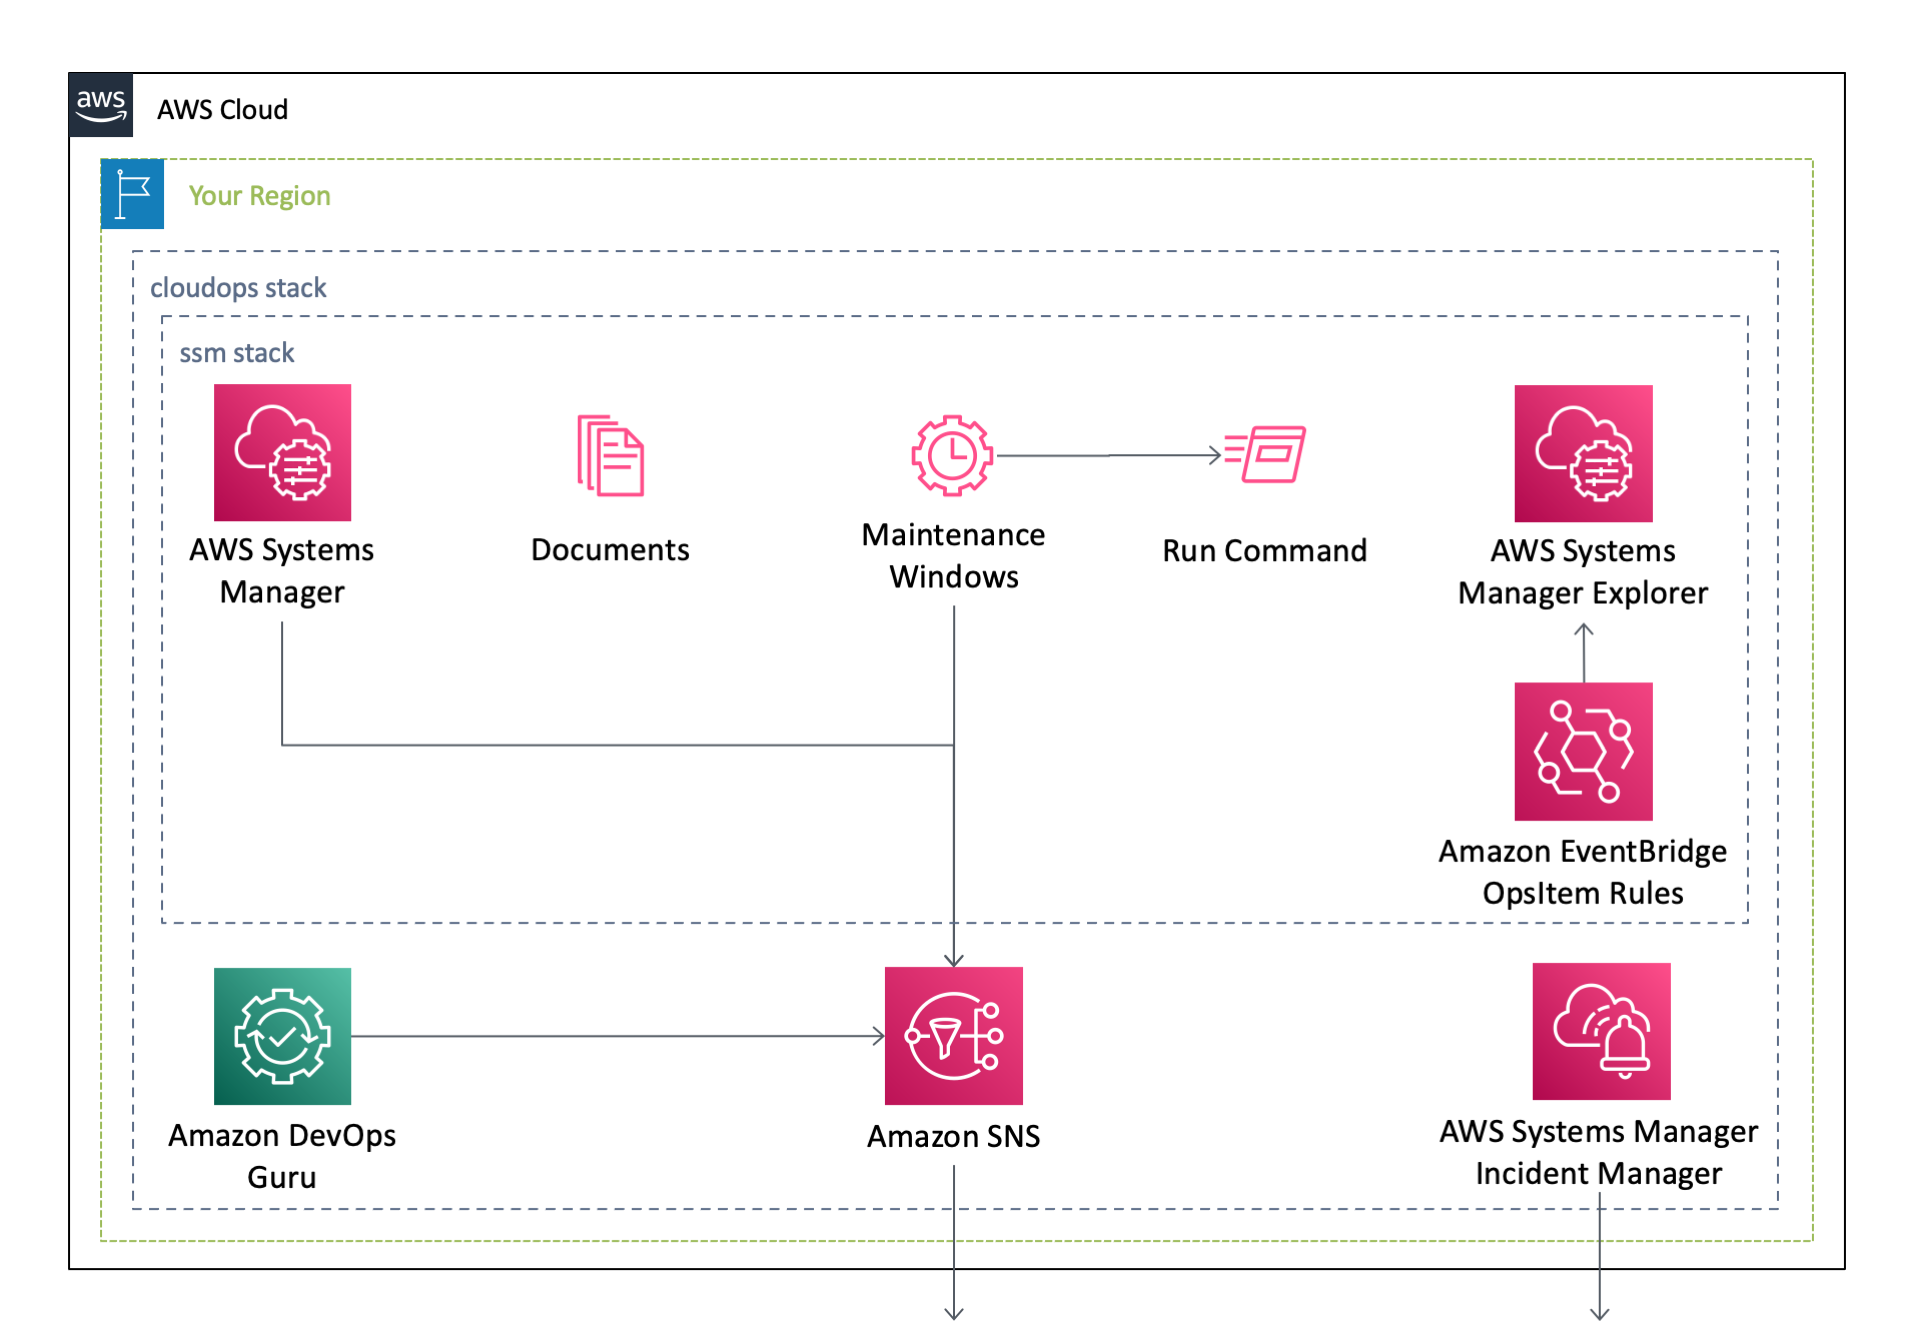 aws
AWS Cloud
Your Region
cloudops stack
ssm stack
AWS Systems
Manager
Documents
Maintenance
Windows
Run Command
AWS Systems
Manager Explorer
Amazon EventBridge
OpsItem Rules
Amazon DevOps
Guru
Amazon SNS
AWS Systems Manager
Incident Manager